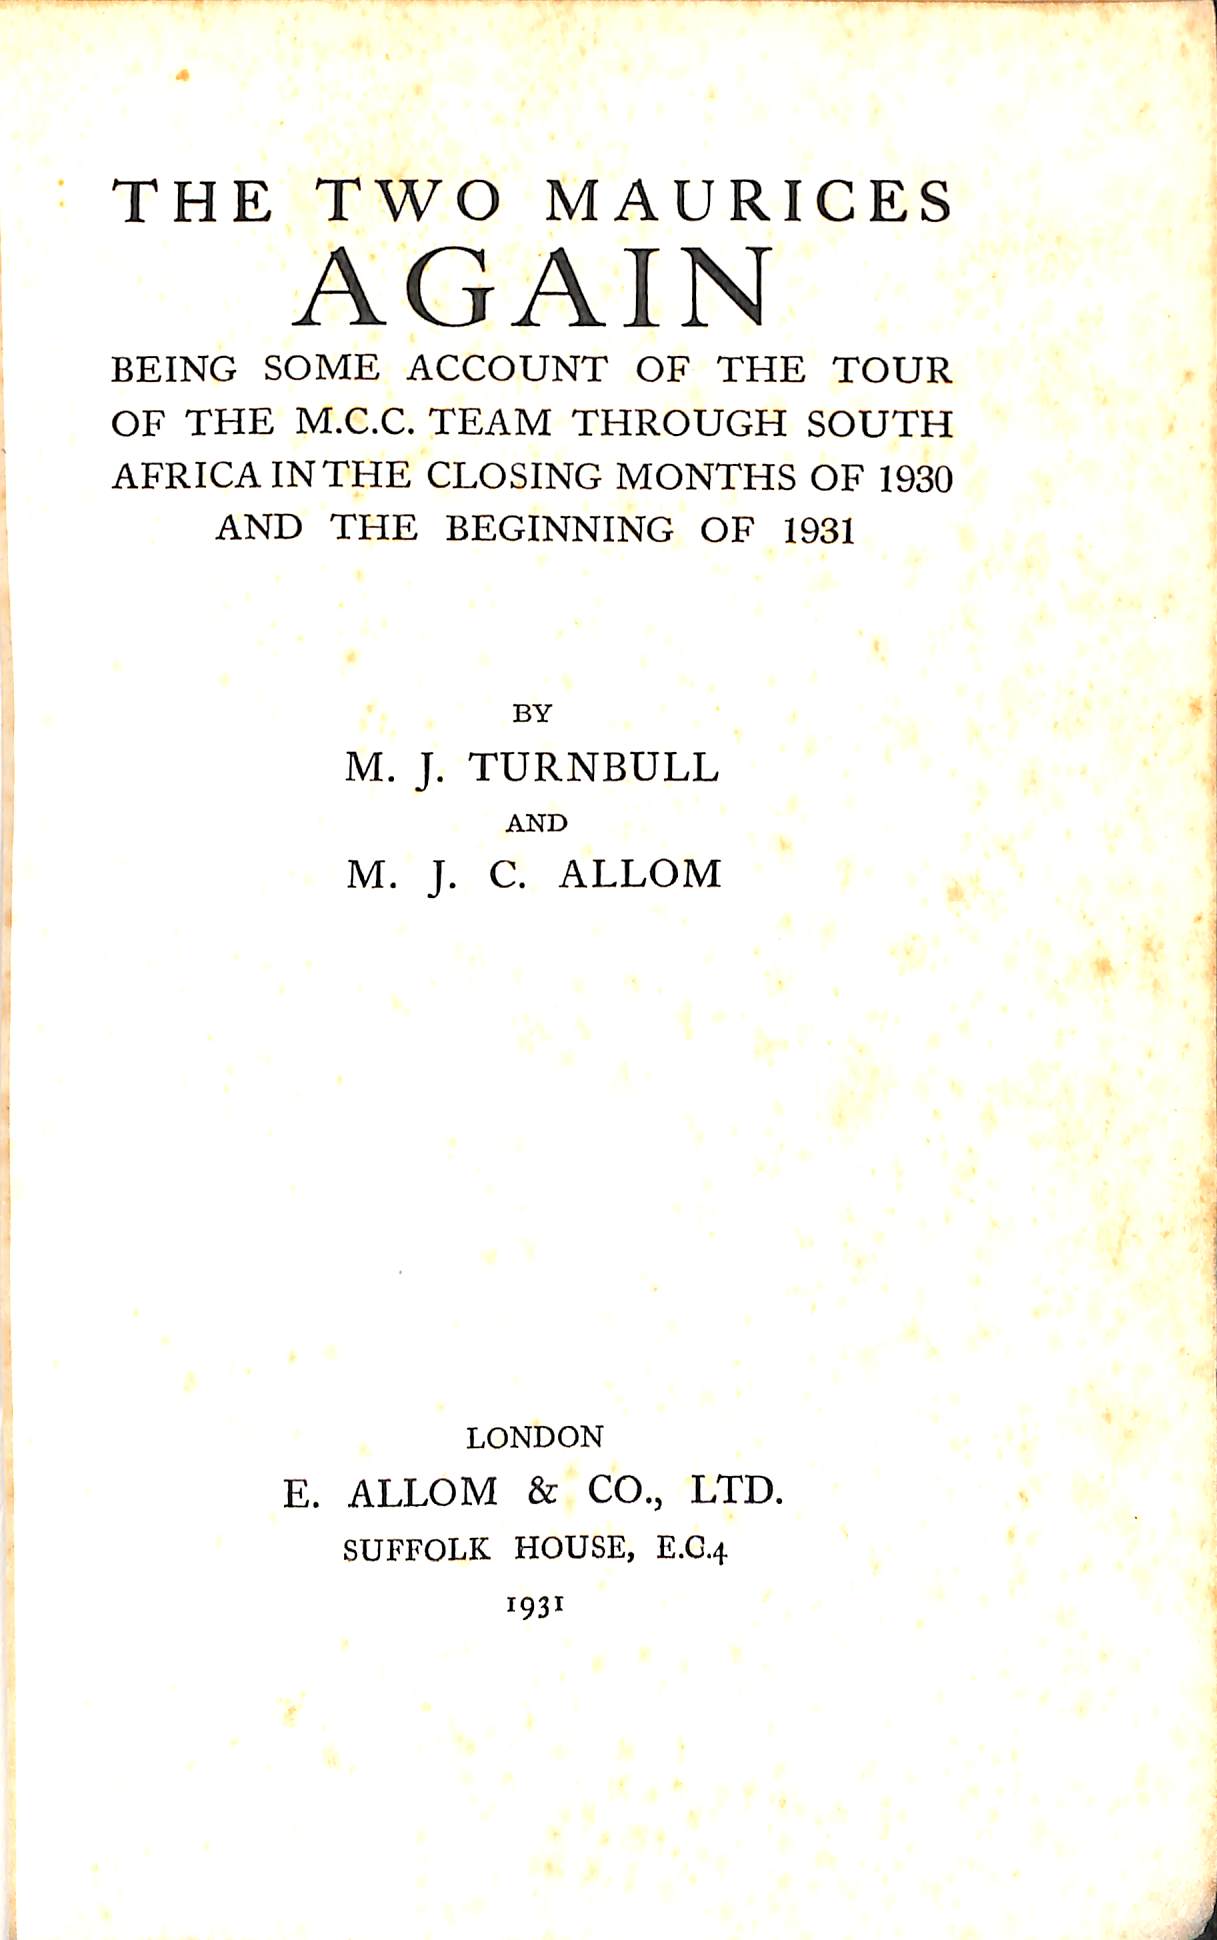 THE TWO MAURICES
AGAIN
BEING SOME ACCOUNT OF THE TOUR
OF THE M.C.C. TEAM THROUGH SOUTH
AFRICA IN THE CLOSING MONTHS OF 1930
AND THE BEGINNING OF 1931
BY
M. J. TURNBULL
AND
M. J. C. ALLOM
LONDON
E. ALLOM & CO., LTD.
SUFFOLK HOUSE, E.C.4
1931